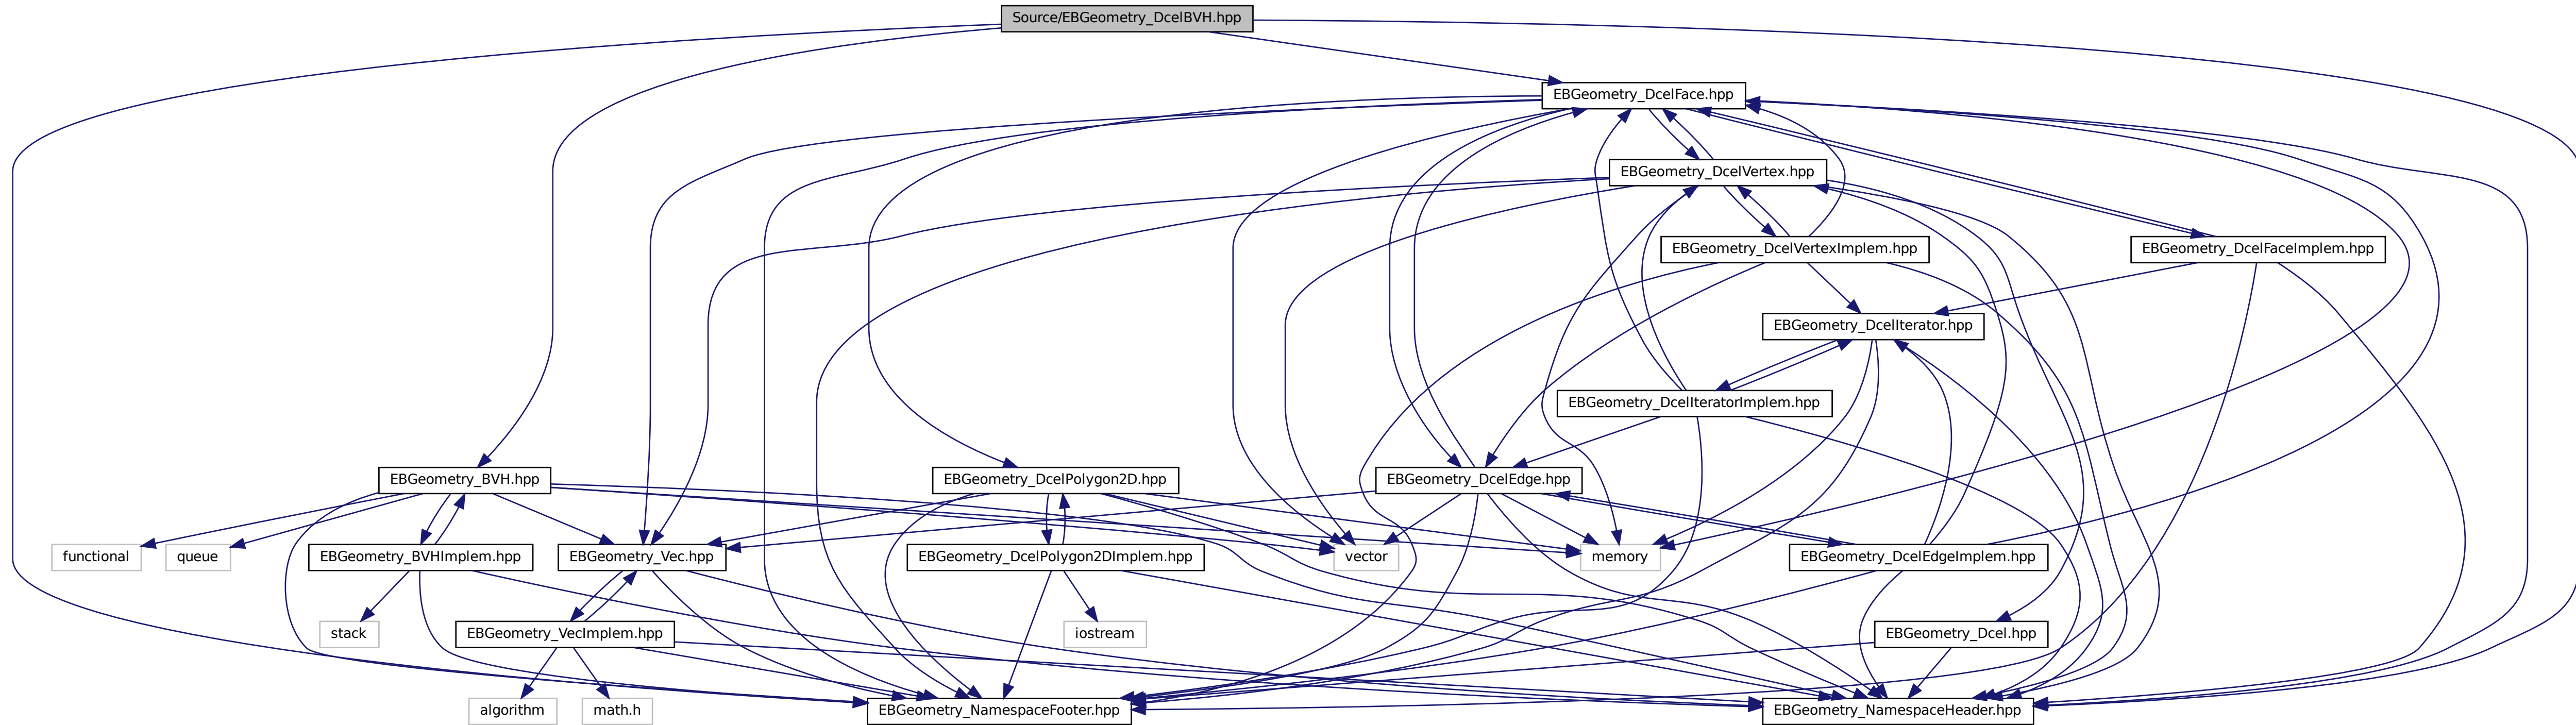 Source/EBGeometry_DcelBVH.hpp
EBGeometry_DcelFace.hpp
EBGeometry_DcelVertex.hpp
EBGeometry_DcelVertexImplem.hpp
EBGeometry_DcelFaceImplem.hpp
EBGeometry_DcelIterator.hpp
EBGeometry_DcelIteratorImplem.hpp
EBGeometry_BVH.hpp
EBGeometry_DcelPolygon2D.hpp
EBGeometry_DcelEdge.hpp
functional
queue
EBGeometry_BVHImplem.hpp
EBGeometry_Vec.hpp
EBGeometry_DcelPolygon2DImplem.hpp
vector
memory
EBGeometry_DcelEdgeImplem.hpp
stack
EBGeometry_VecImplem.hpp
iostream
EBGeometry_Dcel.hpp
algorithm
math.h
EBGeometry_NamespaceFooter.hpp
EBGeometry_NamespaceHeader.hpp